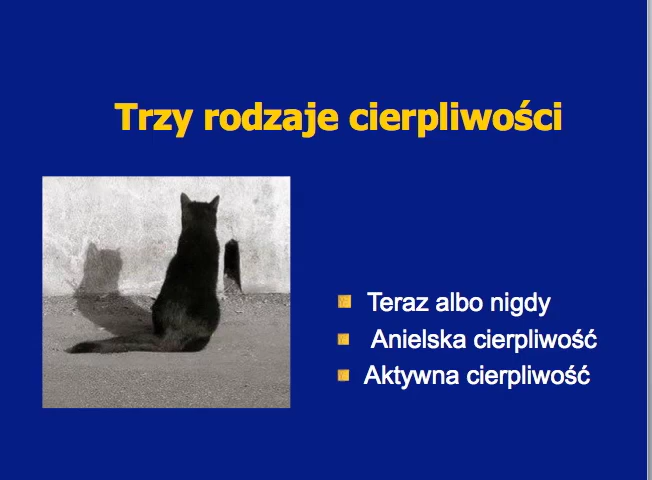 Trzy rodzaje cierpliwości
Teraz albo nigdy
Anielska cierpliwość
Aktywna cierpliwość